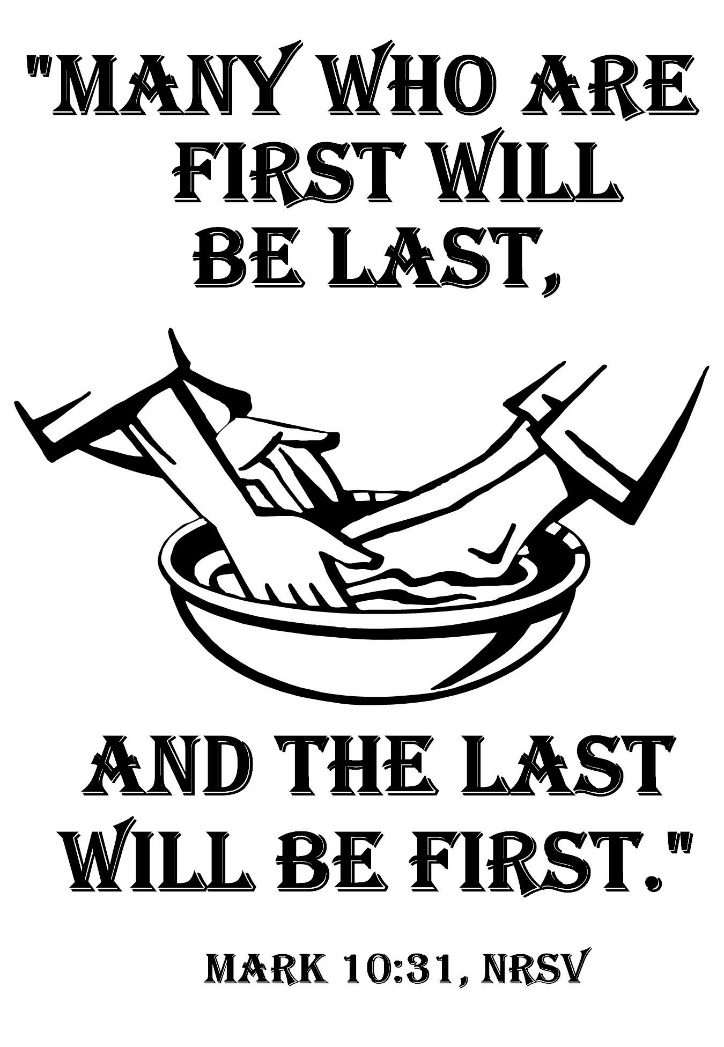 "MANY WHO ARE
FIRST WILL
BE LAST,
AND THE LAST
WILL BE FIRST."
MARK 10:31, NRSV